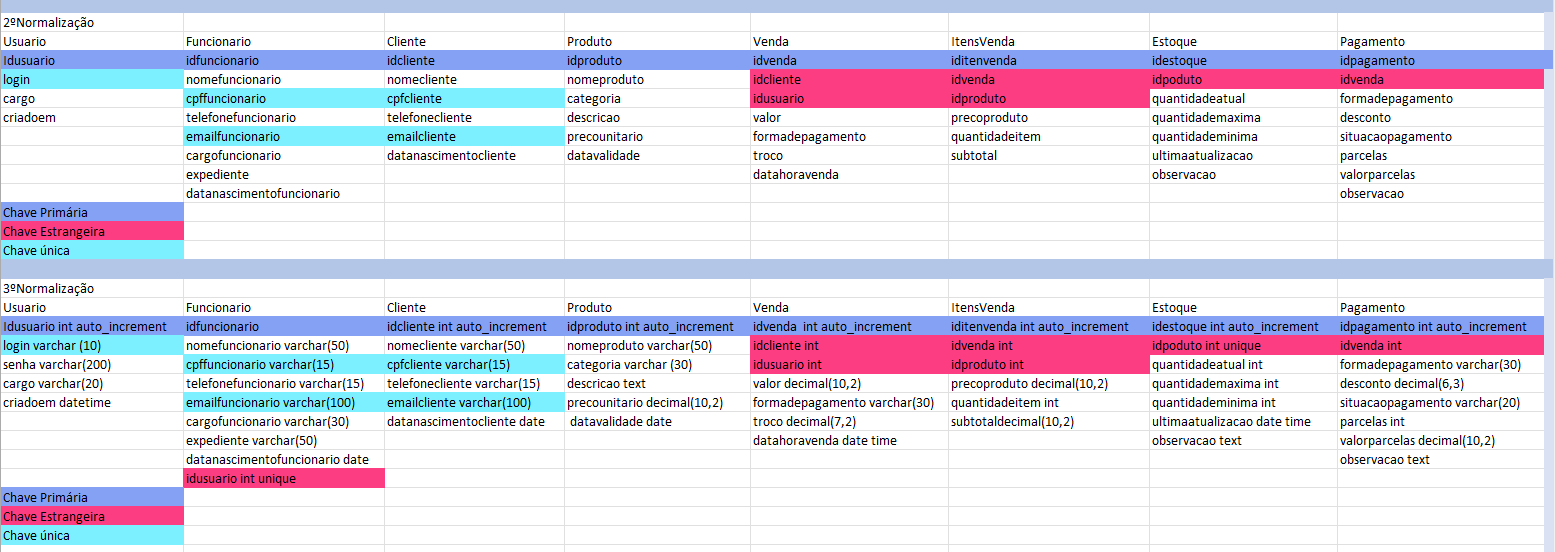 2ºNormalização
Usuario Funcionario Cliente Produto Venda ItensVenda Estoque Pagamento
Idusuario idfuncionario idcliente idproduto idvenda iditenvenda idestoque idpagamento
login nomefuncionario nomecliente nomeproduto idcliente idvenda idpoduto idvenda
cargo cpffuncionario cpfcliente categoria idusuario idproduto quantidadeatual formadepagamento
criadoem telefonefuncionario telefonecliente descricao valor precoproduto quantidademaxima desconto
emailfuncionario emailcliente precounitario formadepagamento quantidadeitem quantidademinima situacaopagamento
cargofuncionario datanascimentocliente datavalidade troco subtotal ultimaatualizacao parcelas
expediente datahoravenda observacao valorparcelas
datanascimentofuncionario observacao
Chave Primária
Chave Estrangeira
Chave única
3ºNormalização
Usuario Funcionario Cliente Produto Venda ItensVenda Estoque Pagamento
Idusuario int auto_increment idfuncionario idcliente int auto_increment idproduto int auto_increment idvenda int auto_increment iditenvenda int auto_increment idestoque int auto_increment idpagamento int auto_increment
login varchar (10) nomefuncionario varchar(50) nomecliente varchar(50) nomeproduto varchar(50) idcliente int idvenda int idpoduto int unique idvenda int
senha varchar(200) cpffuncionario varchar(15) cpfcliente varchar(15) categoria varchar (30) idusuario int idproduto int quantidadeatual int formadepagamento varchar(30)
cargo varchar(20) telefonefuncionario varchar(15) telefonecliente varchar(15) descricao text valor decimal(10,2) precoproduto decimal(10,2) quantidademaxima int desconto decimal(6,3)
criadoem datetime emailfuncionario varchar(100) emailcliente varchar(100) precounitario decimal(10,2) formadepagamento varchar(30) quantidadeitem int quantidademinima int situacaopagamento varchar(20)
cargofuncionario varchar(30) datanascimentocliente date datavalidade date troco decimal(7,2) subtotaldecimal(10,2) ultimaatualizacao date time parcelas int
expediente varchar(50) datahoravenda date time observacao text valorparcelas decimal(10,2)
datanascimentofuncionario date observacao text
idusuario int unique
Chave Primária
Chave Estrangeira
Chave única